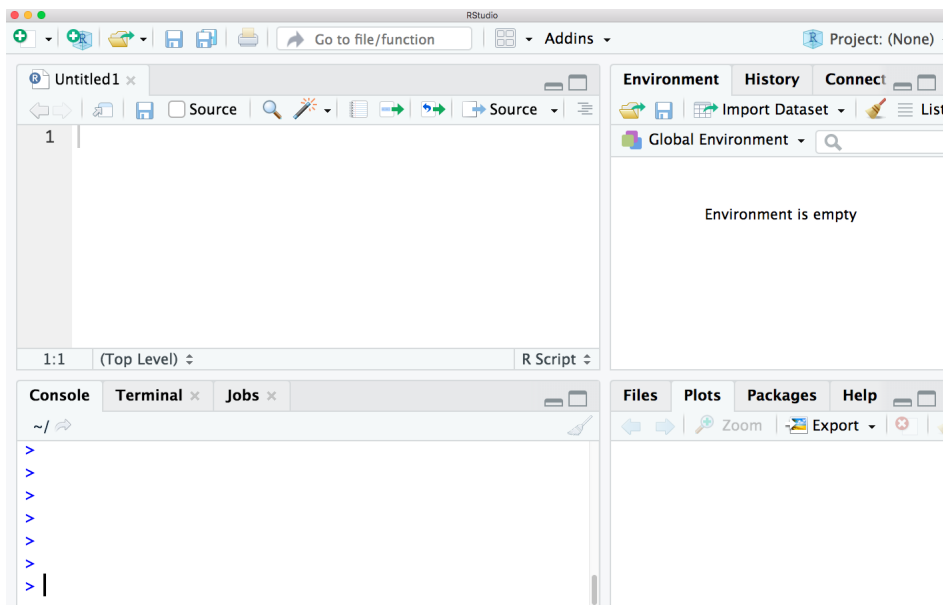 RStudio
Go to file/function Addins Project: (None)
Untitled1
Source Source
1
1:1 (Top Level) R Script
Console Terminal Jobs
~/
>
>
>
>
>
>
>
Environment History Connect
Import Dataset List
Global Environment
Environment is empty
Files Plots Packages Help
Zoom Export